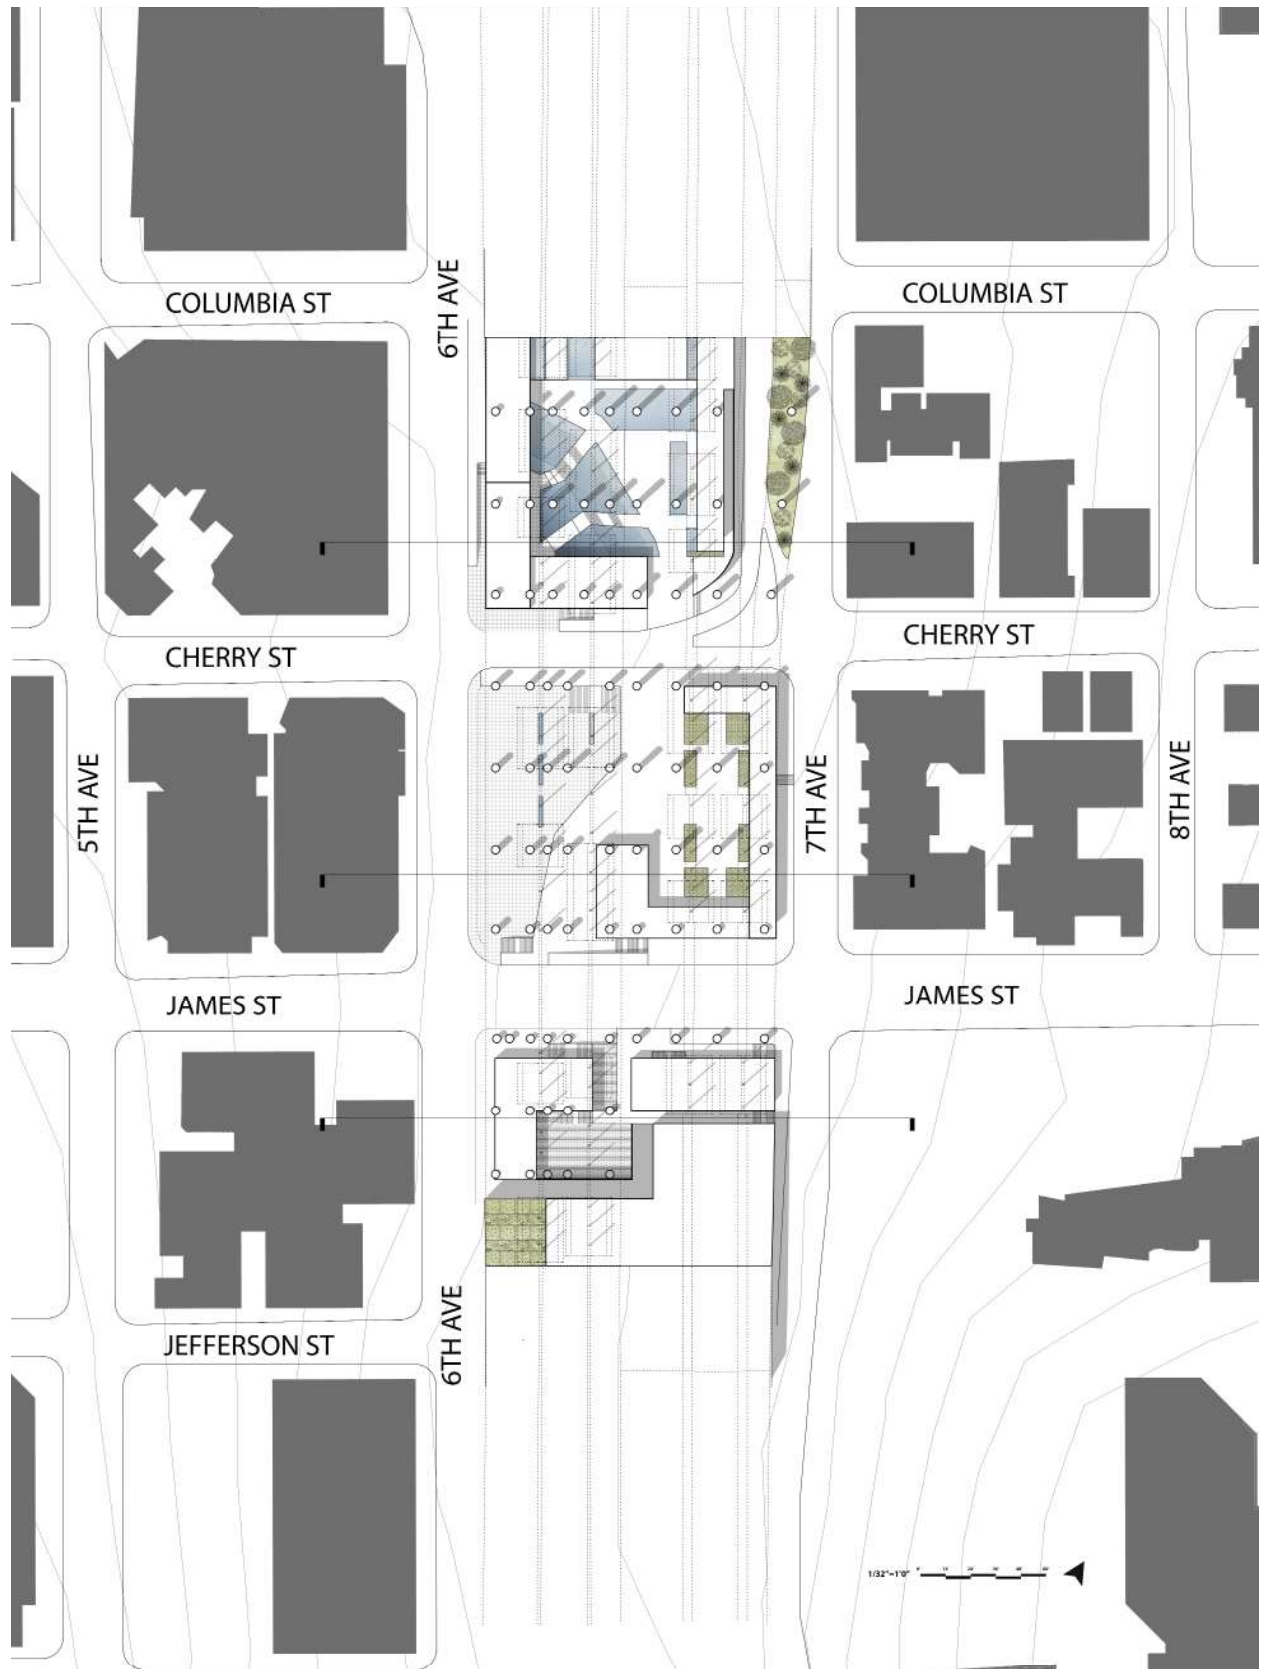 COLUMBIA ST
6TH AVE
COLUMBIA ST
CHERRY ST
CHERRY ST
5TH AVE
7TH AVE
8TH AVE
JAMES ST
JAMES ST
6TH AVE
JEFFERSON ST
1/32"=1'0"